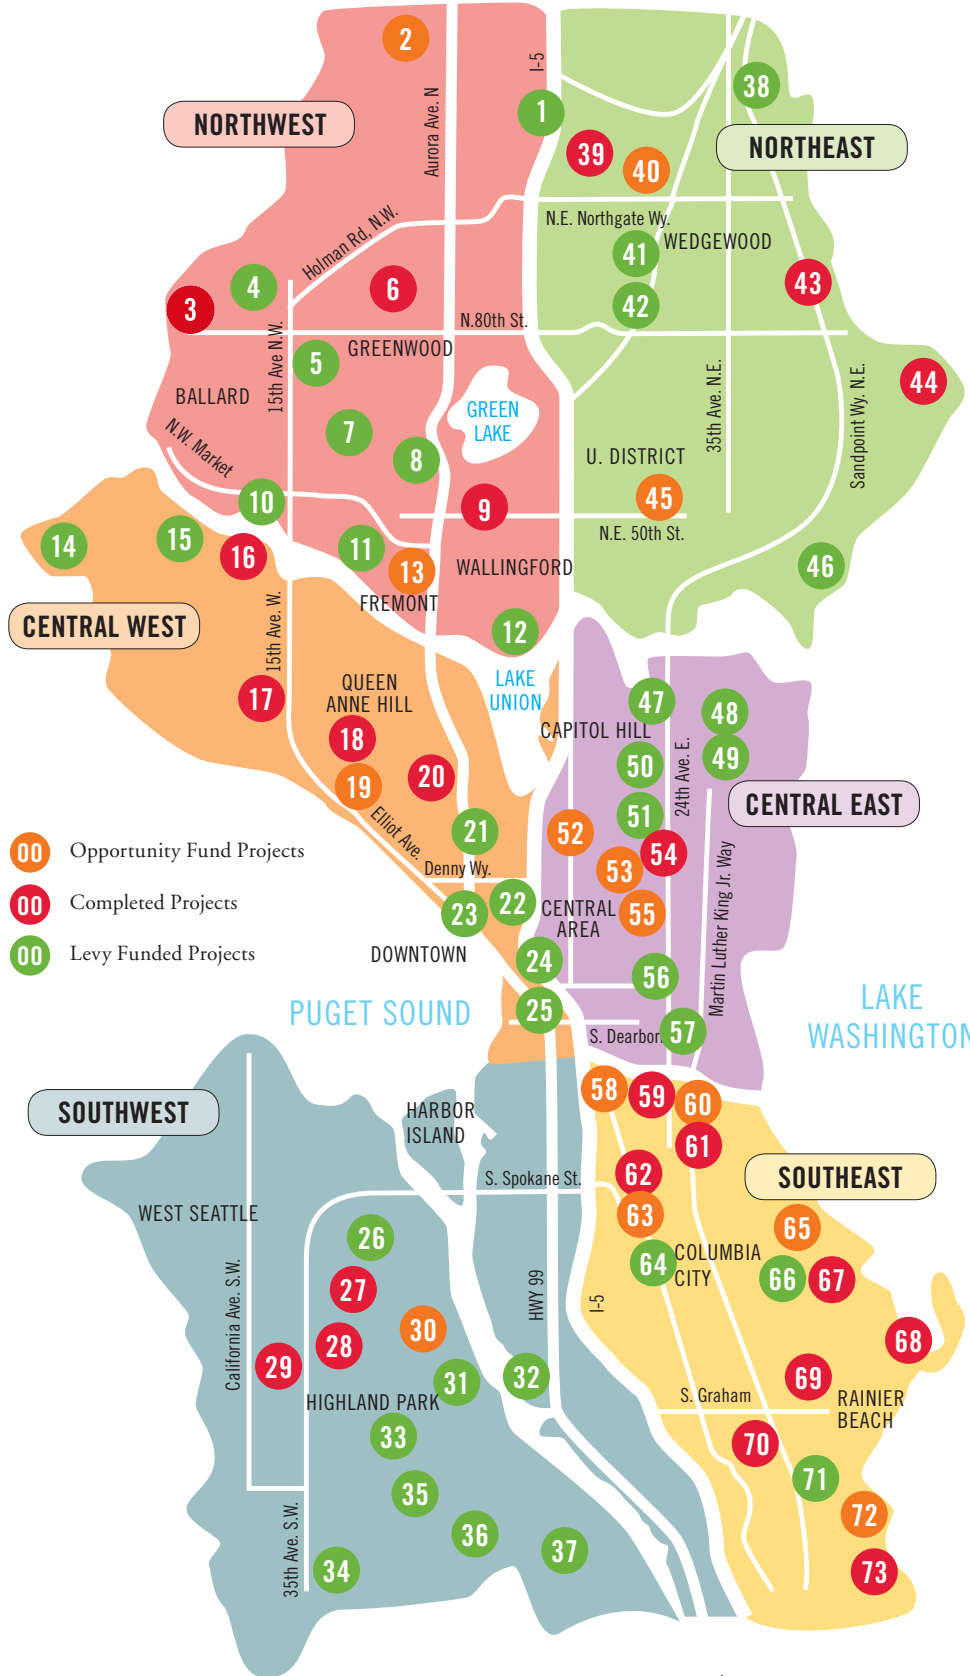 2
I-5
38
Aurora Ave. N
1
NORTHWEST
39
40
NORTHEAST
N.E. Northgate Wy.
Holman Rd, N.W.
41
WEDGEWOOD
4
6
43
3
42
N.80th St.
15th Ave N.W.
GREENWOOD
5
BALLARD
35th Ave. N.E.
Sandpoint Wy. N.E.
44
GREEN
LAKE
7
N.W. Market
8
U. DISTRICT
10
9
45
N.E. 50th St.
14
15
16
11
13
WALLINGFORD
46
FREMONT
CENTRAL WEST
15th Ave. W.
12
QUEEN
ANNE HILL
LAKE
UNION
17
47
48
CAPITOL HILL
18
24th Ave. E.
49
50
20
19
CENTRAL EAST
Elliot Ave.
21
51
52
00 Opportunity Fund Projects
54
53
Denny Wy.
00 Completed Projects
22
23
CENTRAL
AREA
55
Martin Luther King Jr. Way
00 Levy Funded Projects
DOWNTOWN
24
56
PUGET SOUND
25
LAKE
WASHINGTON
S. Dearbor.
57
58
59
60
SOUTHWEST
HARBOR
ISLAND
61
S. Spokane St.
62
SOUTHEAST
WEST SEATTLE
63
65
26
COLUMBIA
CITY
64
66
67
27
California Ave. S.W.
HWY 99
I-5
30
28
68
29
31
32
69
S. Graham
RAINIER
BEACH
HIGHLAND PARK
33
70
71
35
72
36
35th Ave. S.W.
37
34
73